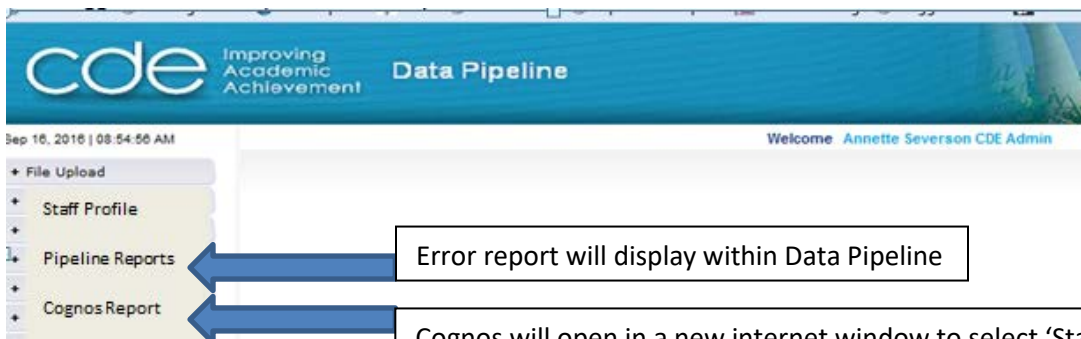 cde
Improving
Academic
Achievement
Data Pipeline
Sep 16, 2016 | 08:54:56 AM
Welcome Annette Severson CDE Admin
+ File Upload
+ Staff Profile
+
+ Pipeline Reports
+
+ Cognos Report
Error report will display within Data Pipeline
Cognos will open in a new internet window to select 'Sta